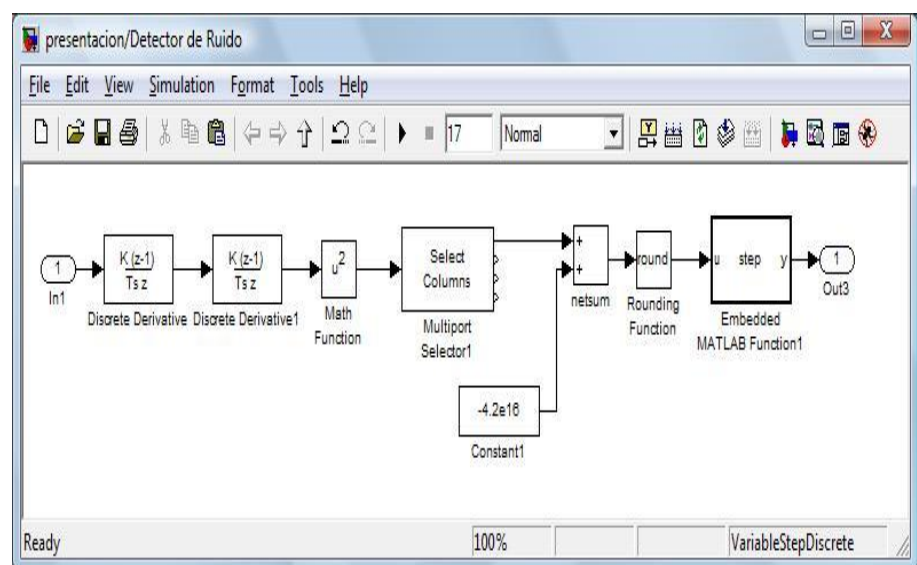 presentacion/Detector de Ruido
File Edit View Simulation Format Tools Help
17 Normal
1
In1
K (z-1)
Ts z
Discrete Derivative
K (z-1)
Ts z
Discrete Derivative1
u2
Math
Function
Select
Columns
Multiport
Selector1
-4.2e16
Constant1
+
+
netsum
round
Rounding
Function
u step y
Embedded
MATLAB Function1
1
Out3
Ready 100% VariableStepDiscrete